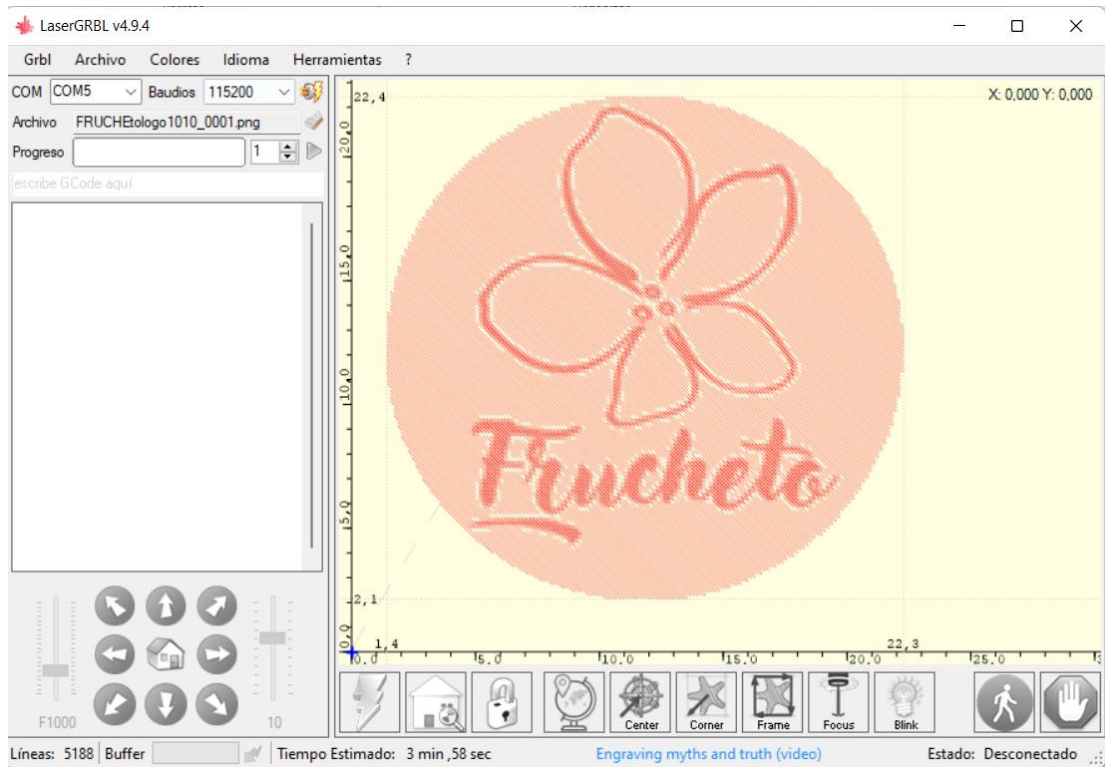 LaserGRBL v4.9.4
Grbl Archivo Colores Idioma Herramientas ?
COM COM5 Baudios 115200
Archivo FRUCHEtologo1010_0001.png
Progreso 1
escribe GCode aquí
X: 0,000 Y: 0,000
22,4
20,0
15,0
10,0
5,0
2,1
0,0
1,4 22,3
0.0 5.0 10.0 15.0 20.0 25.0
Frucheto
F1000 10
Center Corner Frame Focus Blink
Líneas: 5188 Buffer Tiempo Estimado: 3 min ,58 sec Engraving myths and truth (video) Estado: Desconectado